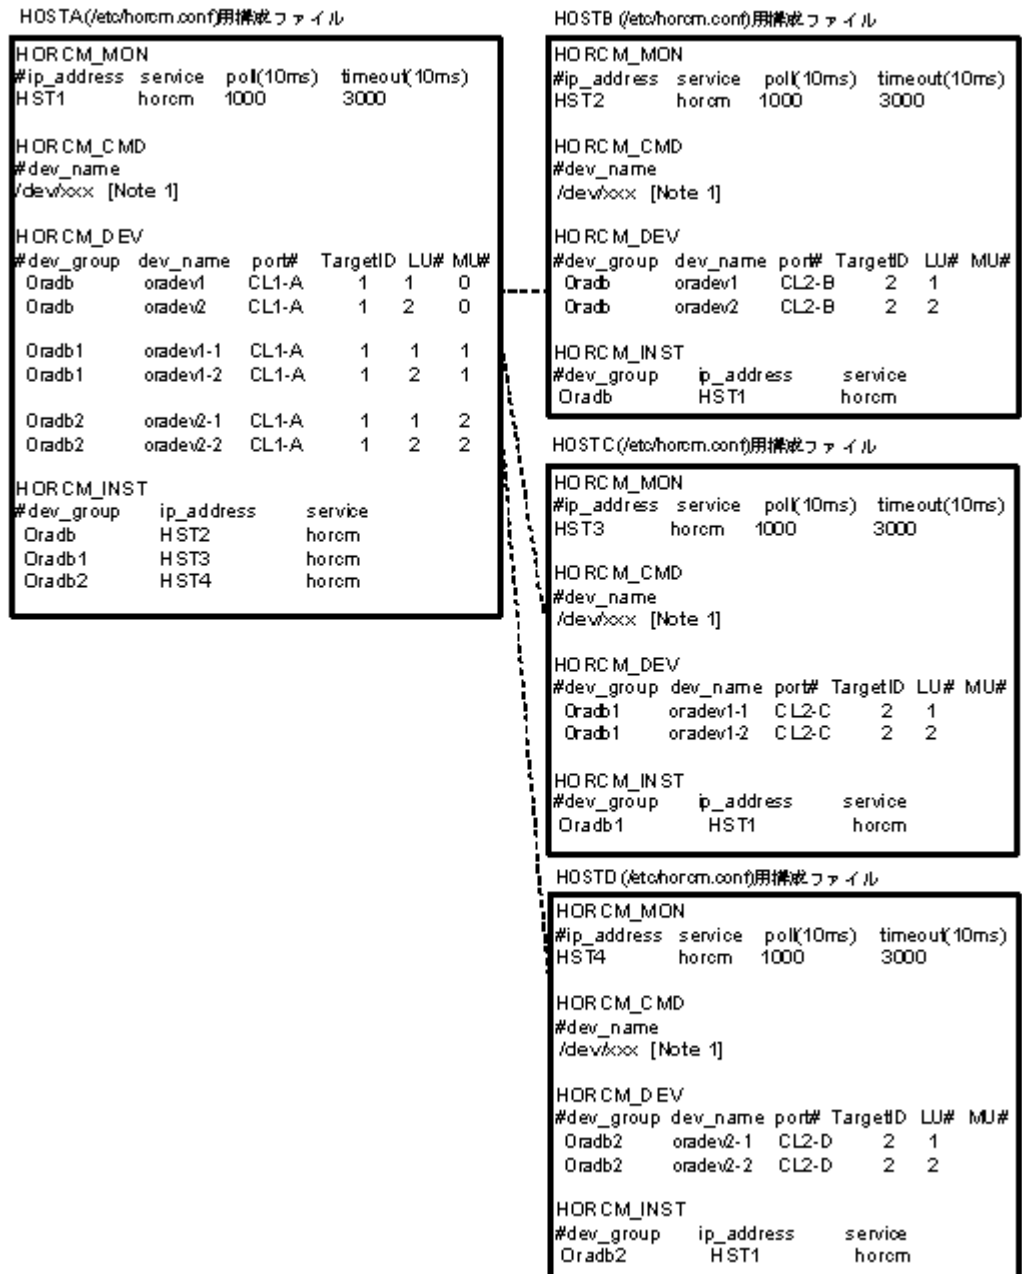 HOSTA(/etc/horcm.conf)用構成ファイル
HORCM_MON
#ip_address service poll(10ms) timeout(10ms)
HST1 horcm 1000 3000
HORCM_CMD
#dev_name
/dev/xxx [Note 1]
HORCM_DEV
#dev_group dev_name port# TargetID LU# MU#
Oradb oradev1 CL1-A 1 1 0
Oradb oradev2 CL1-A 1 2 0
Oradb1 oradev1-1 CL1-A 1 1 1
Oradb1 oradev1-2 CL1-A 1 2 1
Oradb2 oradev2-1 CL1-A 1 1 2
Oradb2 oradev2-2 CL1-A 1 2 2
HORCM_INST
#dev_group ip_address service
Oradb HST2 horcm
Oradb1 HST3 horcm
Oradb2 HST4 horcm
HOSTB (/etc/horcm.conf)用構成ファイル
HORCM_MON
#ip_address service poll(10ms) timeout(10ms)
HST2 horcm 1000 3000
HORCM_CMD
#dev_name
/dev/xxx [Note 1]
HORCM_DEV
#dev_group dev_name port# TargetID LU# MU#
Oradb oradev1 CL2-B 2 1
Oradb oradev2 CL2-B 2 2
HORCM_INST
#dev_group ip_address service
Oradb HST1 horcm
HOSTC(/etc/horcm.conf)用構成ファイル
HORCM_MON
#ip_address service poll(10ms) timeout(10ms)
HST3 horcm 1000 3000
HORCM_CMD
#dev_name
/dev/xxx [Note 1]
HORCM_DEV
#dev_group dev_name port# TargetID LU# MU#
Oradb1 oradev1-1 CL2-C 2 1
Oradb1 oradev1-2 CL2-C 2 2
HORCM_INST
#dev_group ip_address service
Oradb1 HST1 horcm
HOSTD (/etc/horcm.conf)用構成ファイル
HORCM_MON
#ip_address service poll(10ms) timeout(10ms)
HST4 horcm 1000 3000
HORCM_CMD
#dev_name
/dev/xxx [Note 1]
HORCM_DEV
#dev_group dev_name port# TargetID LU# MU#
Oradb2 oradev2-1 CL2-D 2 1
Oradb2 oradev2-2 CL2-D 2 2
HORCM_INST
#dev_group ip_address service
Oradb2 HST1 horcm